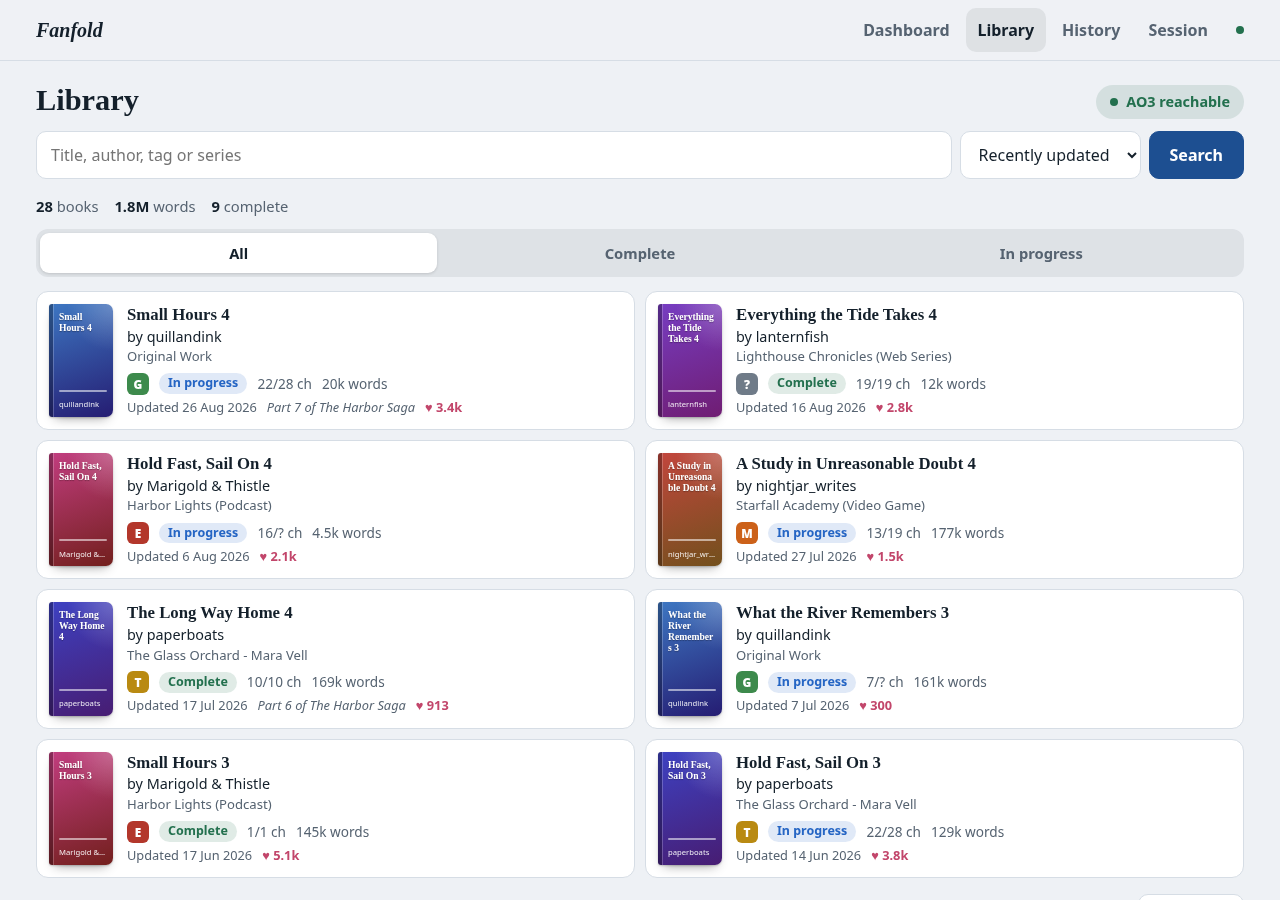 Fanfold
Dashboard Library History Session
Library
AO3 reachable
Title, author, tag or series
Recently updated
Search
28 books 1.8M words 9 complete
All Complete In progress
Small
Hours 4
quillandink
Small Hours 4
by quillandink
Original Work
G In progress 22/28 ch 20k words
Updated 26 Aug 2026 Part 7 of The Harbor Saga ♥ 3.4k
Everything
the Tide
Takes 4
lanternfish
Everything the Tide Takes 4
by lanternfish
Lighthouse Chronicles (Web Series)
? Complete 19/19 ch 12k words
Updated 16 Aug 2026 ♥ 2.8k
Hold Fast,
Sail On 4
Marigold &...
Hold Fast, Sail On 4
by Marigold & Thistle
Harbor Lights (Podcast)
E In progress 16/? ch 4.5k words
Updated 6 Aug 2026 ♥ 2.1k
A Study in
Unreasona
ble Doubt 4
nightjar_wr...
A Study in Unreasonable Doubt 4
by nightjar_writes
Starfall Academy (Video Game)
M In progress 13/19 ch 177k words
Updated 27 Jul 2026 ♥ 1.5k
The Long
Way Home
4
paperboats
The Long Way Home 4
by paperboats
The Glass Orchard - Mara Vell
T Complete 10/10 ch 169k words
Updated 17 Jul 2026 Part 6 of The Harbor Saga ♥ 913
What the
River
Remember
s 3
quillandink
What the River Remembers 3
by quillandink
Original Work
G In progress 7/? ch 161k words
Updated 7 Jul 2026 ♥ 300
Small
Hours 3
Marigold &...
Small Hours 3
by Marigold & Thistle
Harbor Lights (Podcast)
E Complete 1/1 ch 145k words
Updated 17 Jun 2026 ♥ 5.1k
Hold Fast,
Sail On 3
paperboats
Hold Fast, Sail On 3
by paperboats
The Glass Orchard - Mara Vell
T In progress 22/28 ch 129k words
Updated 14 Jun 2026 ♥ 3.8k